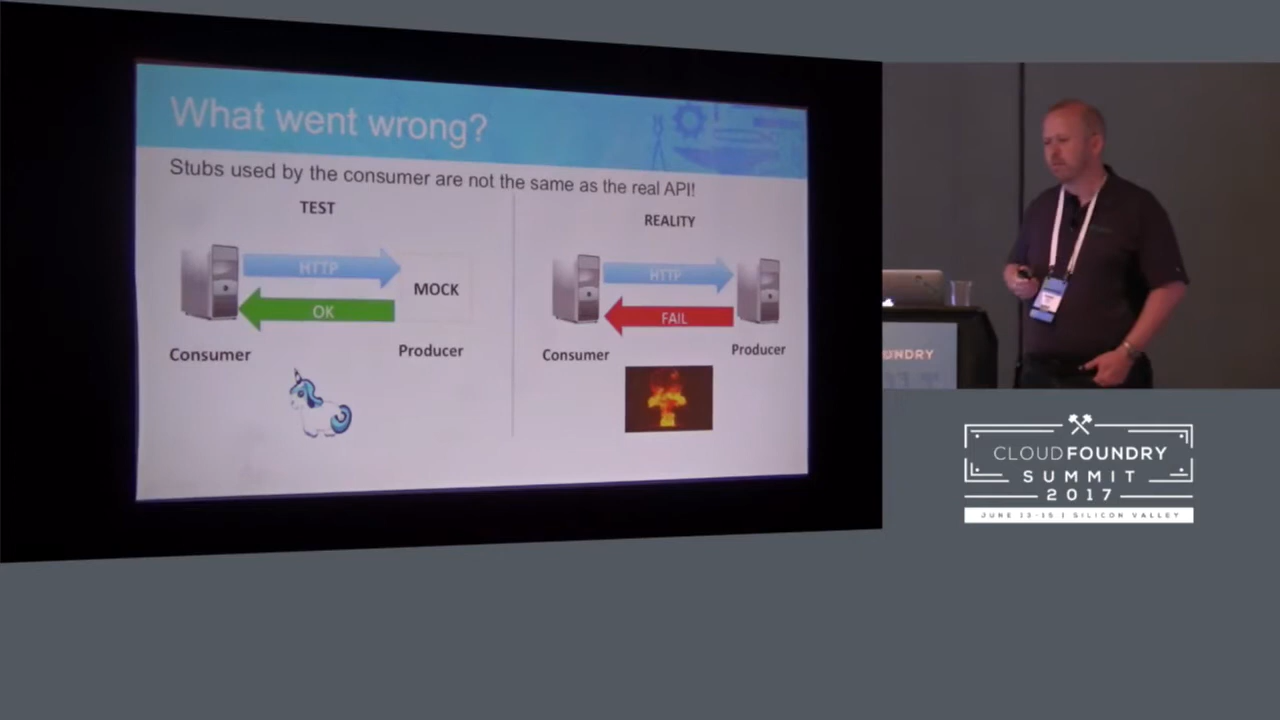 What went wrong?
Stubs used by the consumer are not the same as the real API!
TEST
REALITY
HTTP
MOCK
OK
Consumer
Producer
HTTP
FAIL
Consumer
Producer
UNDRY
CLOUDFOUNDRY
SUMMIT
2017
JUNE 13-15 | SILICON VALLEY